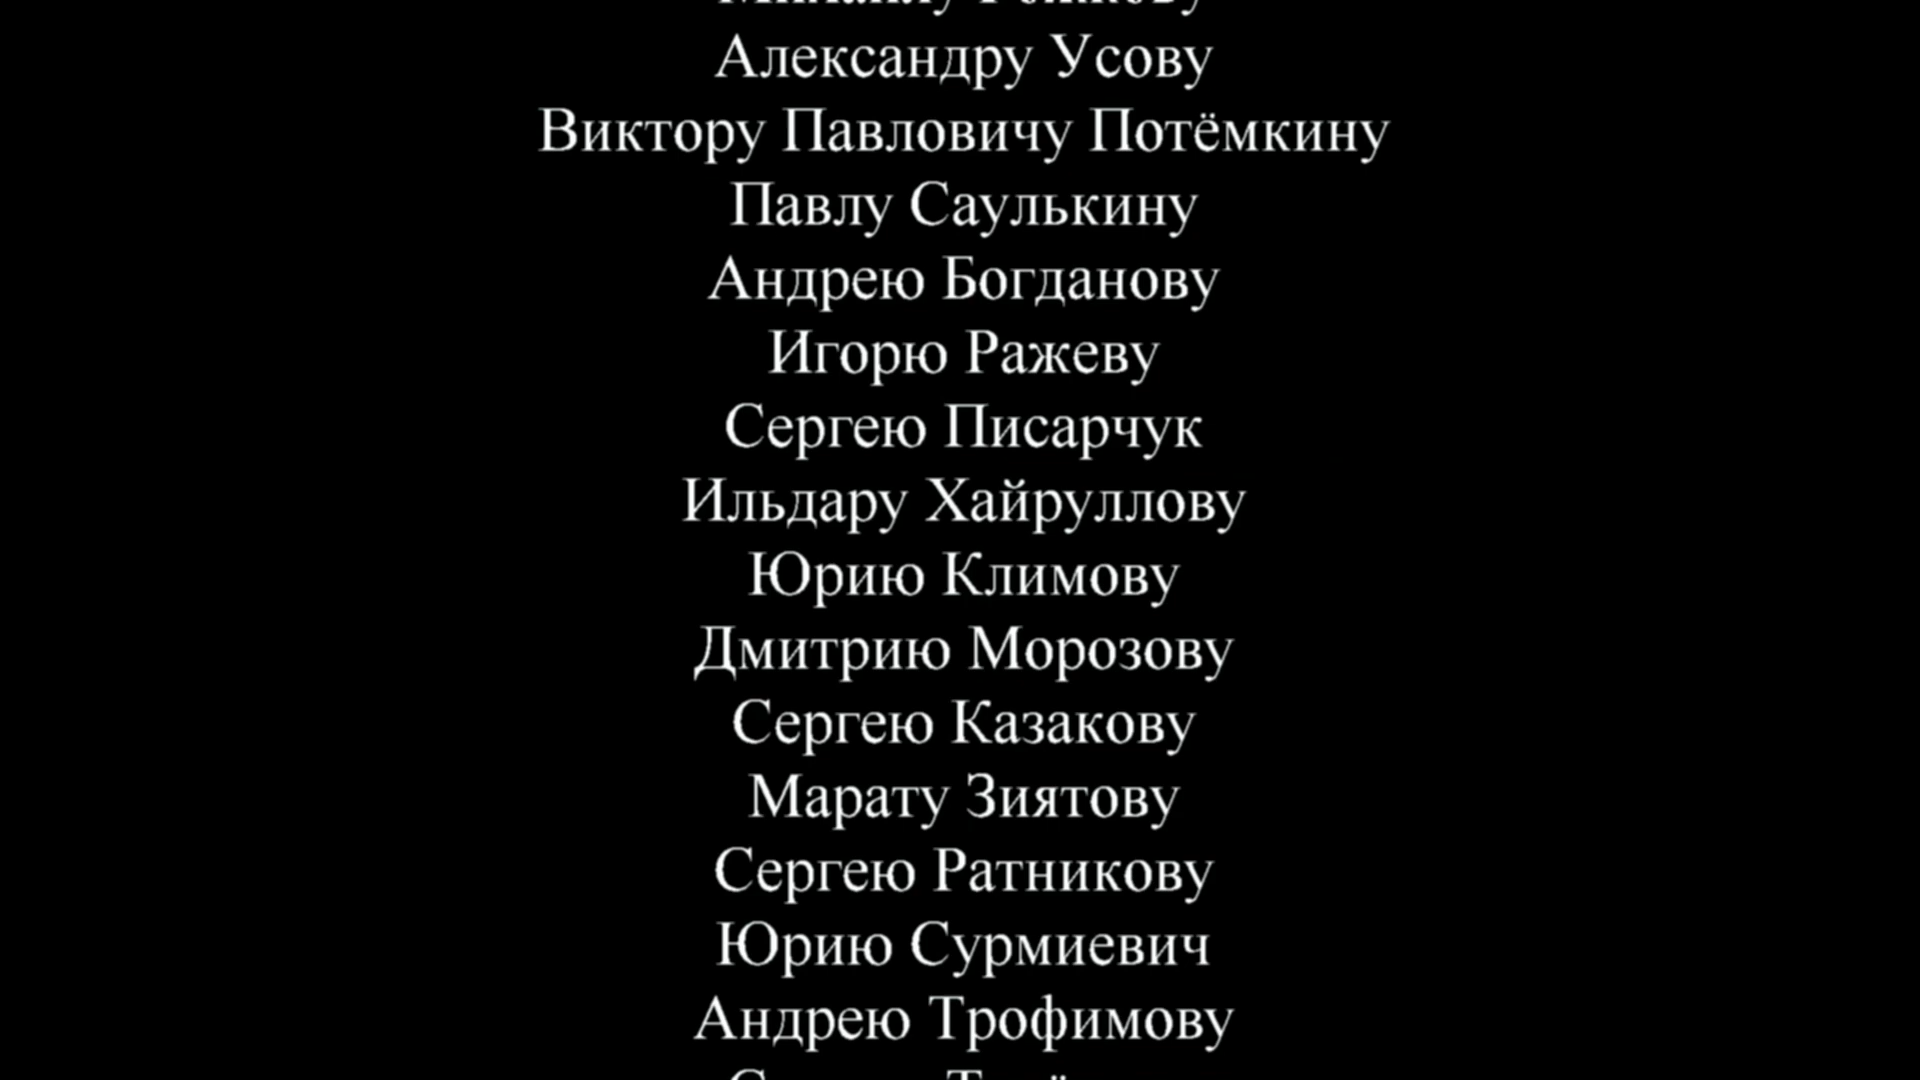 Александру Усову
Виктору Павловичу Потёмкину
Павлу Саулькину
Андрею Богданову
Игорю Ражеву
Сергею Писарчук
Ильдару Хайруллову
Юрию Климову
Дмитрию Морозову
Сергею Казакову
Марату Зиятову
Сергею Ратникову
Юрию Сурмиевич
Андрею Трофимову